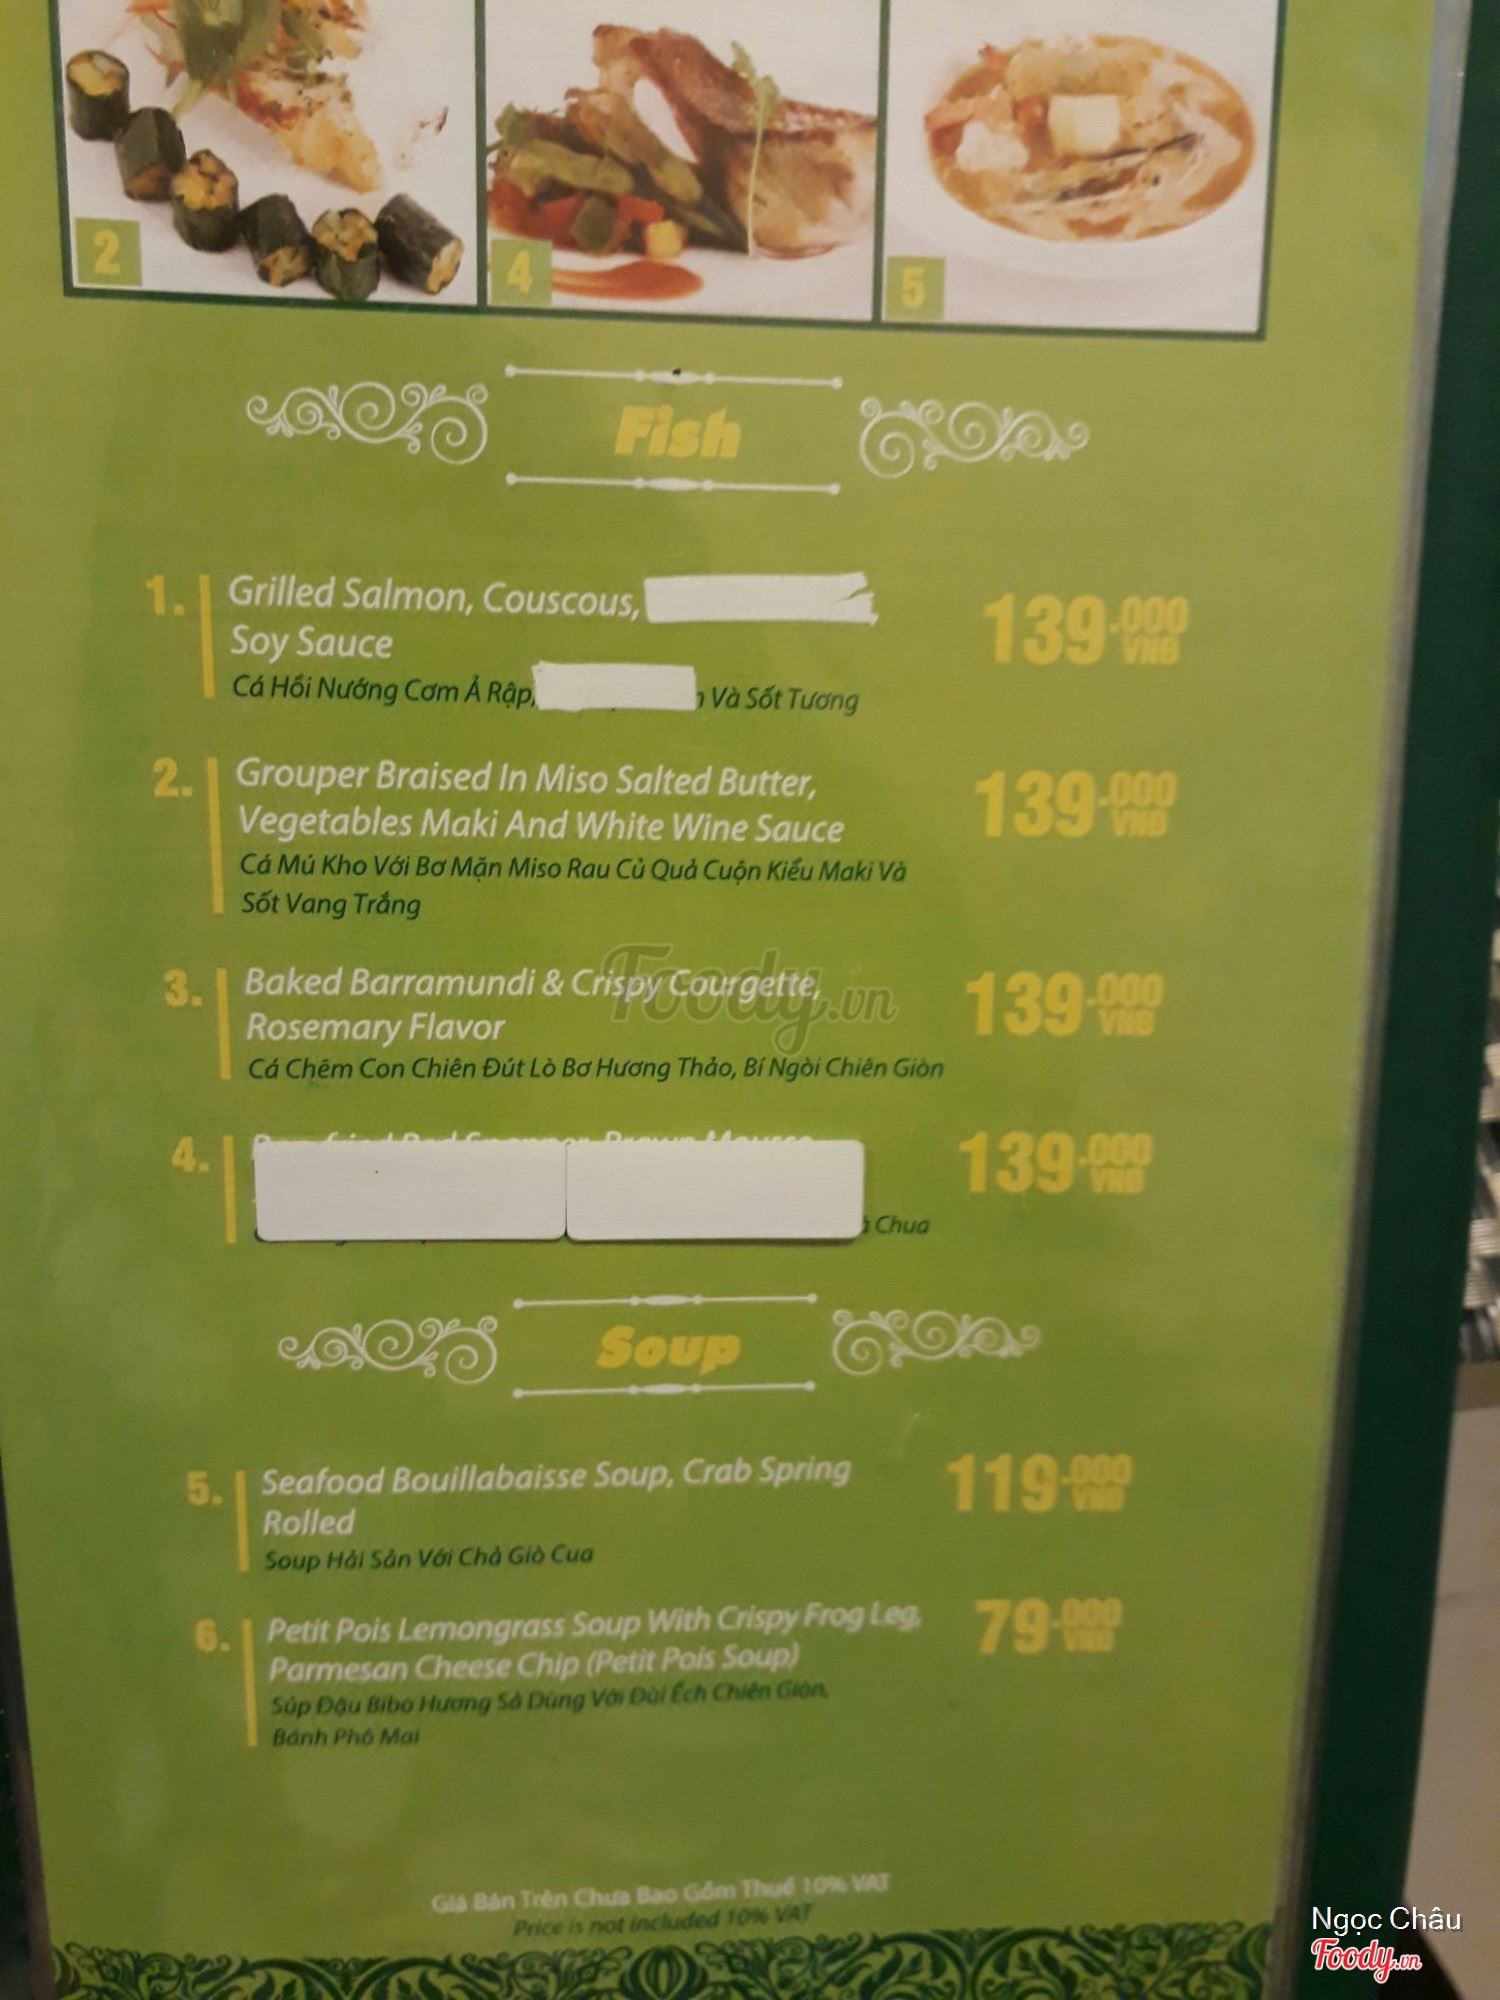 2
4
5
Fish
1. Grilled Salmon, Couscous,
Soy Sauce
139.000
VNĐ
Cá Hồi Nướng Cơm Ả Rập, Và Sốt Tương
2. Grouper Braised In Miso Salted Butter,
Vegetables Maki And White Wine Sauce
139.000
VNĐ
Cá Mú Kho Với Bơ Mặn Miso Rau Củ Quả Cuộn Kiểu Maki Và
Sốt Vang Trắng
3. Baked Barramundi & Crispy Courgette,
Rosemary Flavor
139.000
VNĐ
Cá Chẽm Con Chiên Đút Lò Bơ Hương Thảo, Bí Ngòi Chiên Giòn
Foody.vn
4.
139.000
VNĐ
Chua
Soup
5. Seafood Bouillabaisse Soup, Crab Spring
Rolled
119.000
VNĐ
Soup Hải Sản Với Chả Giò Cua
6. Petit Pois Lemongrass Soup With Crispy Frog Leg,
Parmesan Cheese Chip (Petit Pois Soup)
79.000
VNĐ
Súp Đậu Bibo Hương Sả Dùng Với Đùi Ếch Chiên Giòn,
Bánh Phô Mai
Giá Bán Trên Chưa Bao Gồm Thuế 10% VAT
Price is not included 10% VAT
Ngọc Châu
Foody.vn